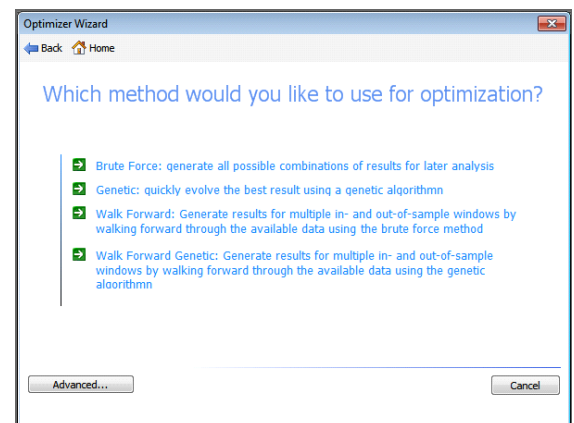 Optimizer Wizard
Back Home
Which method would you like to use for optimization?
Brute Force: generate all possible combinations of results for later analysis
Genetic: quickly evolve the best result using a genetic algorithmn
Walk Forward: Generate results for multiple in- and out-of-sample windows by
walking forward through the available data using the brute force method
Walk Forward Genetic: Generate results for multiple in- and out-of-sample
windows by walking forward through the available data using the genetic
algorithmn
Advanced...
Cancel